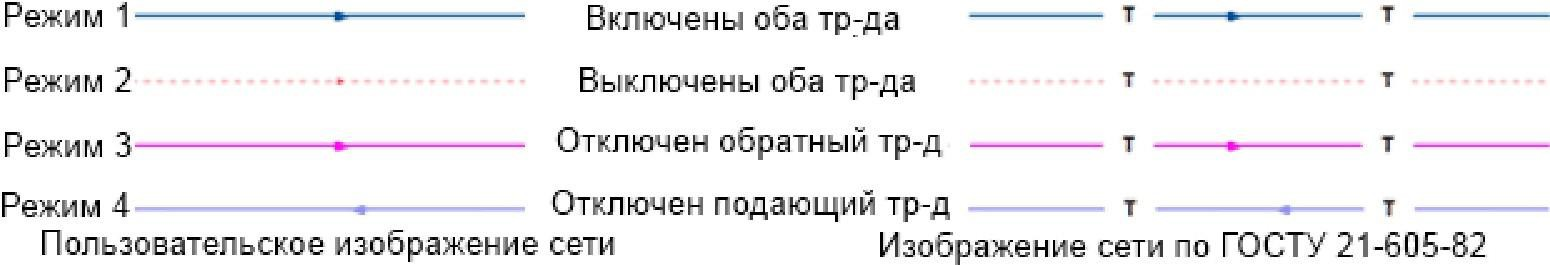 Режим 1 Включены оба тр-да Т Т
Режим 2 Выключены оба тр-да Т Т
Режим 3 Отключен обратный тр-д Т Т
Режим 4 Отключен подающий тр-д Т Т
Пользовательское изображение сети Изображение сети по ГОСТУ 21-605-82